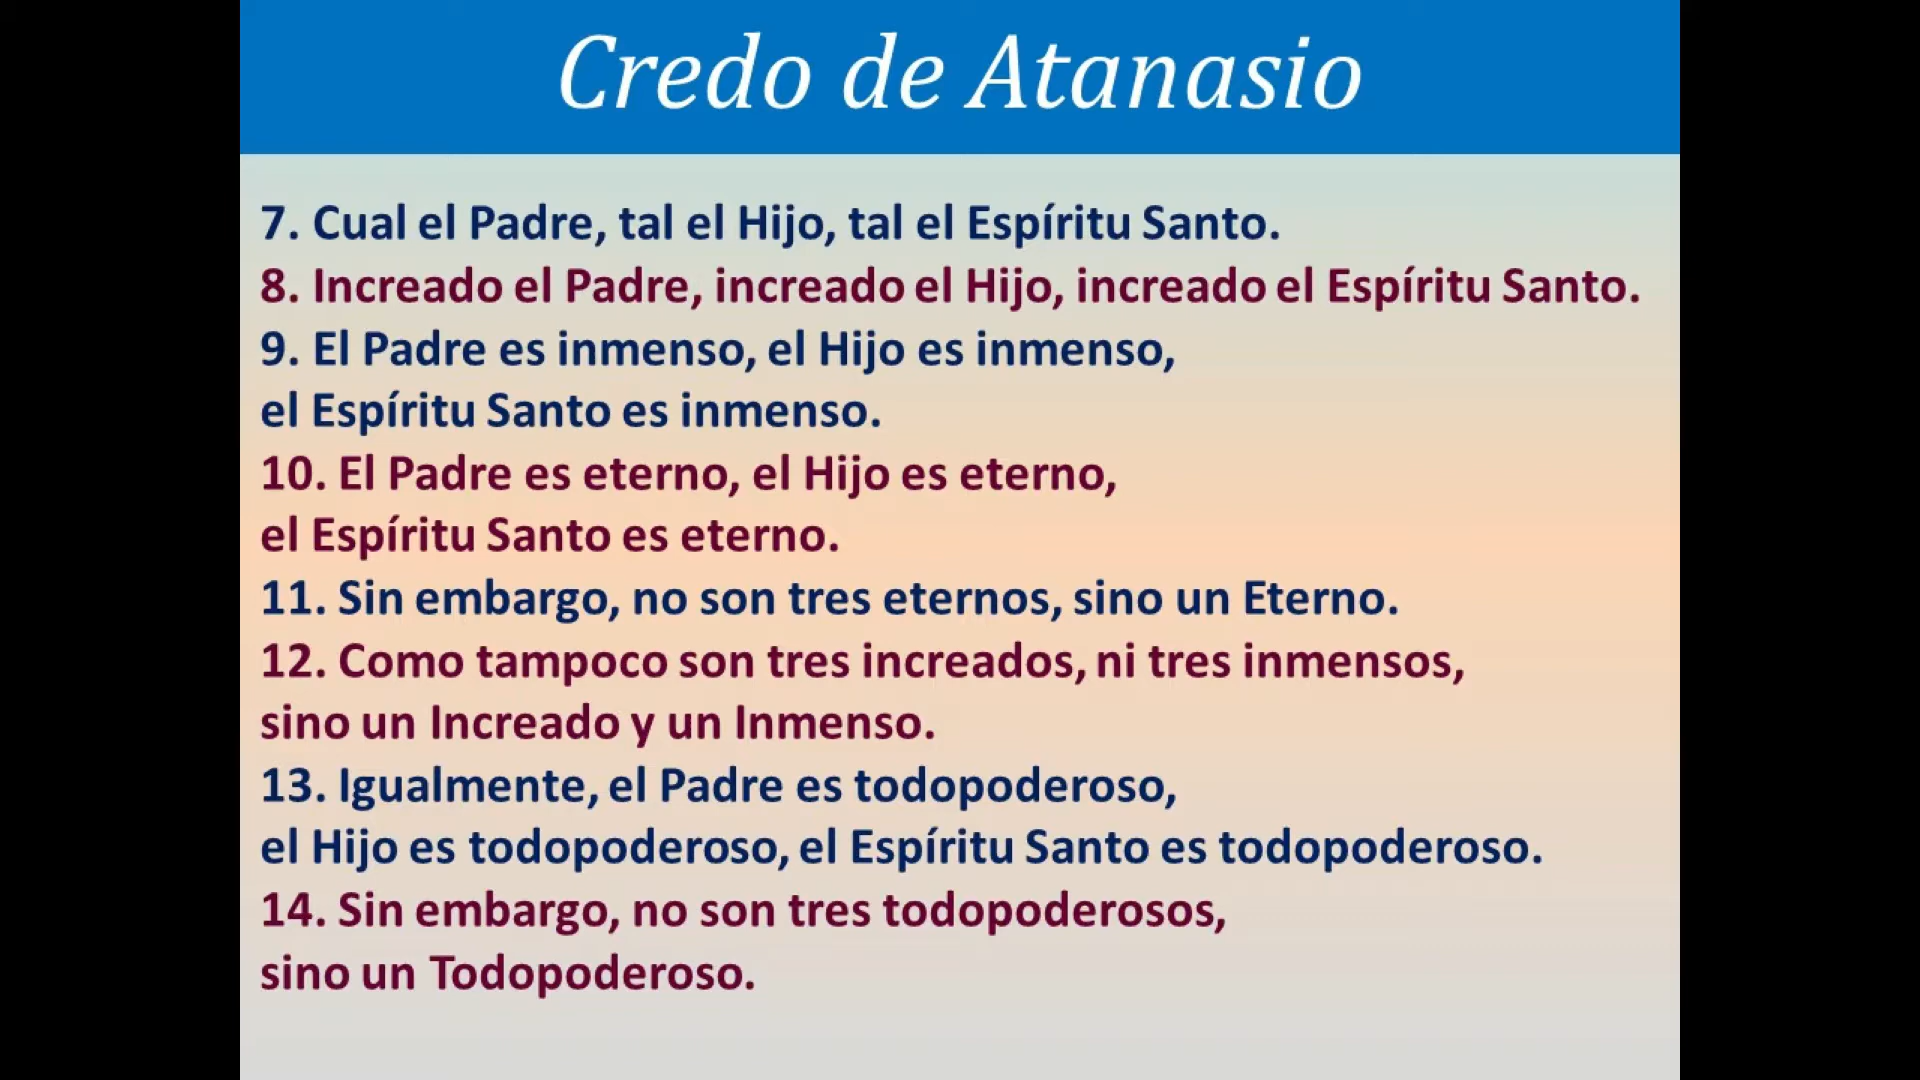 Credo de Atanasio
7. Cual el Padre, tal el Hijo, tal el Espíritu Santo.
8. Increado el Padre, increado el Hijo, increado el Espíritu Santo.
9. El Padre es inmenso, el Hijo es inmenso,
el Espíritu Santo es inmenso.
10. El Padre es eterno, el Hijo es eterno,
el Espíritu Santo es eterno.
11. Sin embargo, no son tres eternos, sino un Eterno.
12. Como tampoco son tres increados, ni tres inmensos,
sino un Increado y un Inmenso.
13. Igualmente, el Padre es todopoderoso,
el Hijo es todopoderoso, el Espíritu Santo es todopoderoso.
14. Sin embargo, no son tres todopoderosos,
sino un Todopoderoso.